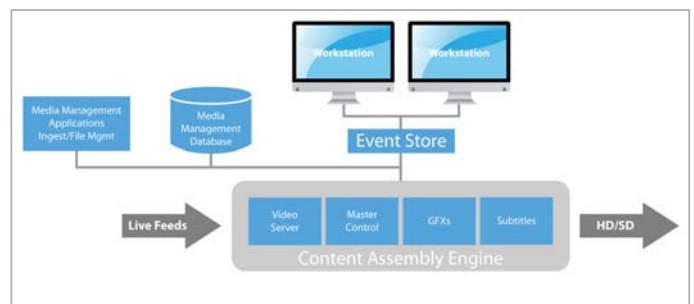 Workstation
Workstation
Media Management
Applications
Ingest/File Mgmt
Media
Management
Database
Event Store
Live Feeds
Video
Server
Master
Control
GFXs
Subtitles
HD/SD
Content Assembly Engine